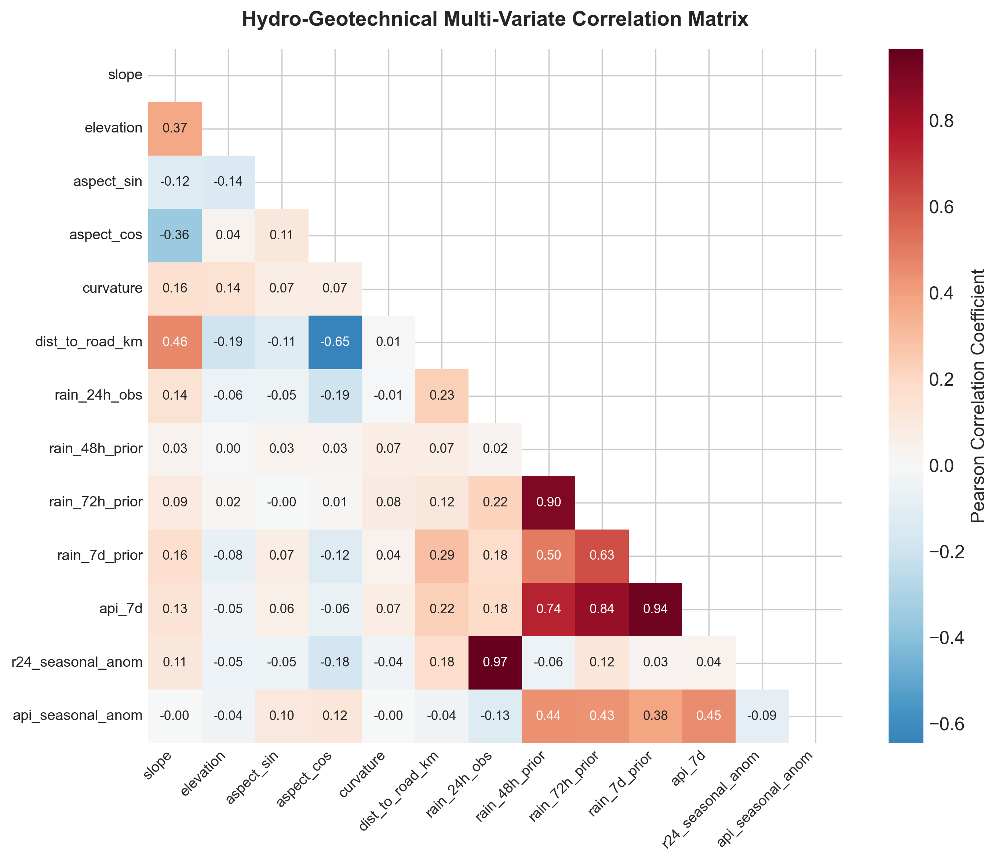 Hydro-Geotechnical Multi-Variate Correlation Matrix
slope
elevation 0.37
aspect_sin -0.12 -0.14
aspect_cos -0.36 0.04 0.11
curvature 0.16 0.14 0.07 0.07
dist_to_road_km 0.46 -0.19 -0.11 -0.65 0.01
rain_24h_obs 0.14 -0.06 -0.05 -0.19 -0.01 0.23
rain_48h_prior 0.03 0.00 0.03 0.03 0.07 0.07 0.02
rain_72h_prior 0.09 0.02 -0.00 0.01 0.08 0.12 0.22 0.90
rain_7d_prior 0.16 -0.08 0.07 -0.12 0.04 0.29 0.18 0.50 0.63
api_7d 0.13 -0.05 0.06 -0.06 0.07 0.22 0.18 0.74 0.84 0.94
r24_seasonal_anom 0.11 -0.05 -0.05 -0.18 -0.04 0.18 0.97 -0.06 0.12 0.03 0.04
api_seasonal_anom -0.00 -0.04 0.10 0.12 -0.00 -0.04 -0.13 0.44 0.43 0.38 0.45 -0.09
slope elevation aspect_sin aspect_cos curvature dist_to_road_km rain_24h_obs rain_48h_prior rain_72h_prior rain_7d_prior api_7d r24_seasonal_anom api_seasonal_anom
0.8
0.6
0.4
0.2
0.0
−0.2
−0.4
−0.6
Pearson Correlation Coefficient